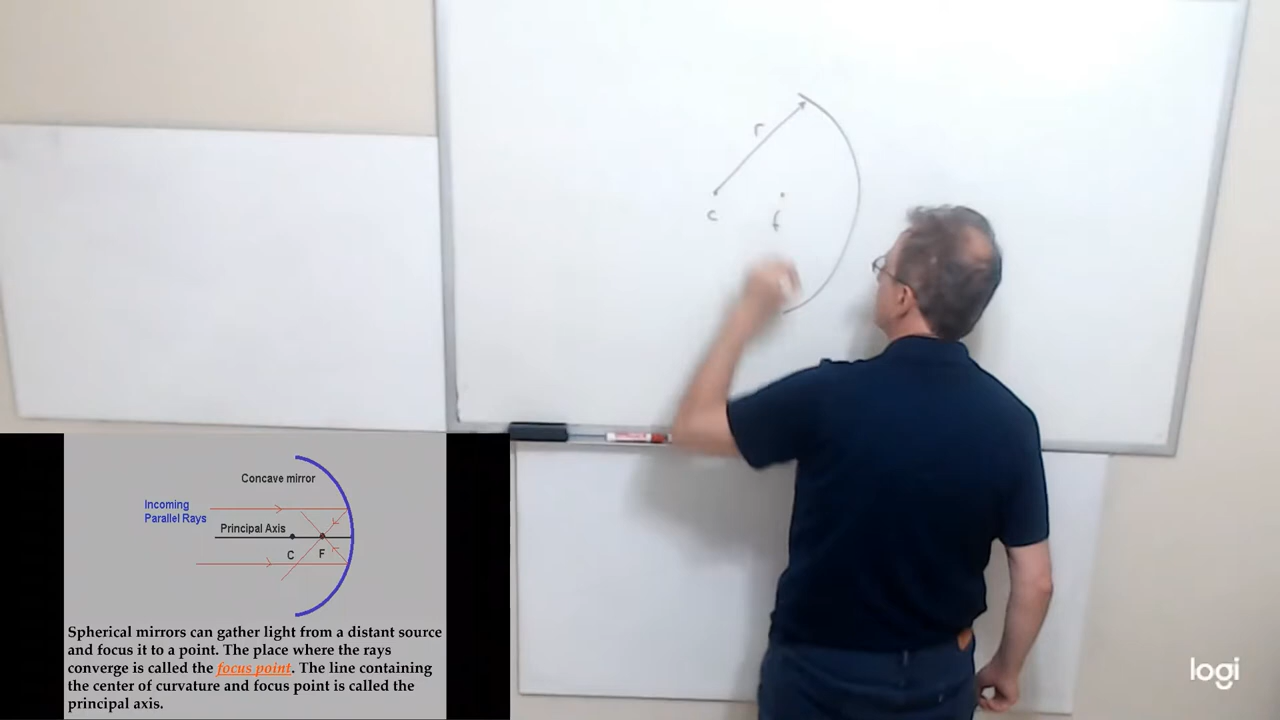 r
c
f
Concave mirror
Incoming
Parallel Rays
Principal Axis
C F
Spherical mirrors can gather light from a distant source
and focus it to a point. The place where the rays
converge is called the focus point. The line containing
the center of curvature and focus point is called the
principal axis.
logi